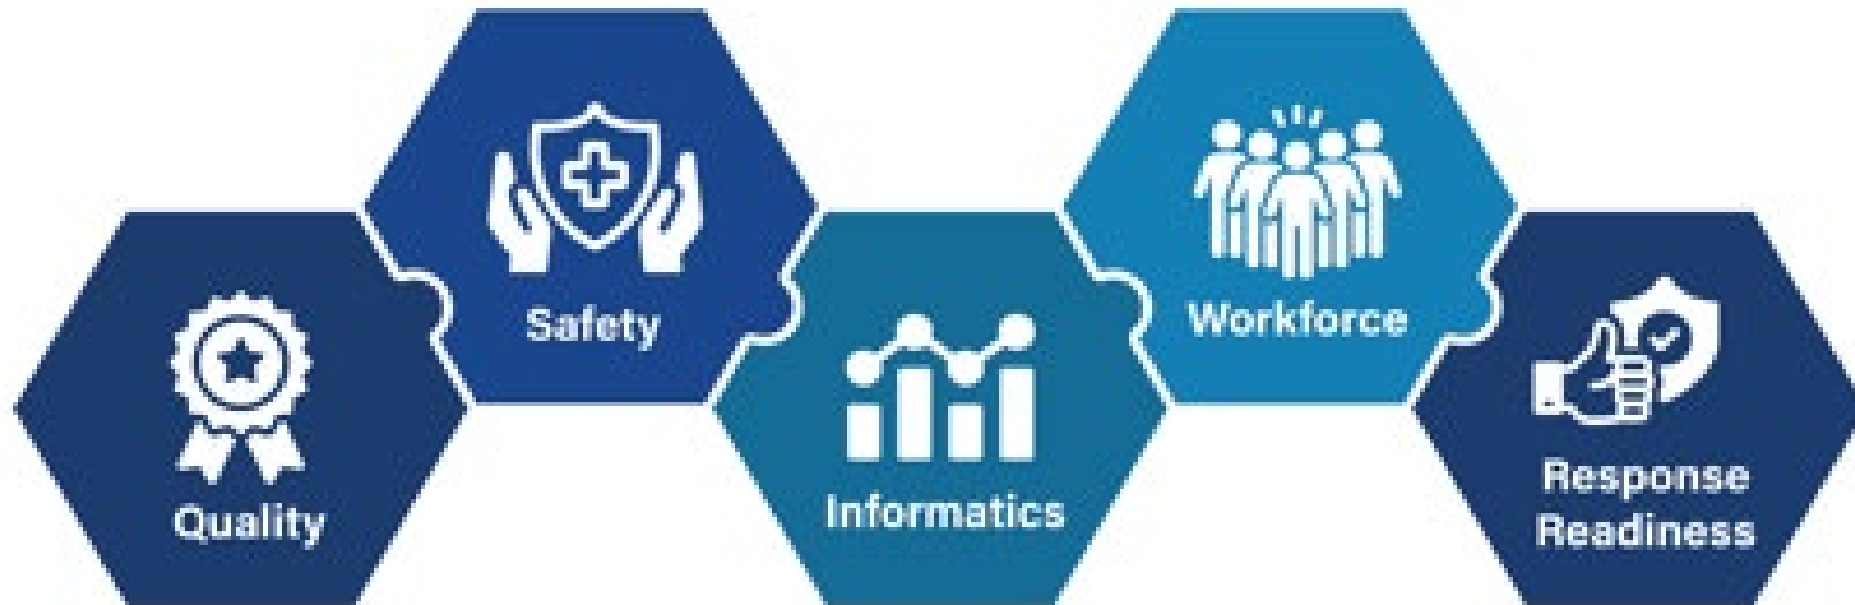 Quality
Safety
Informatics
Workforce
Response
Readiness